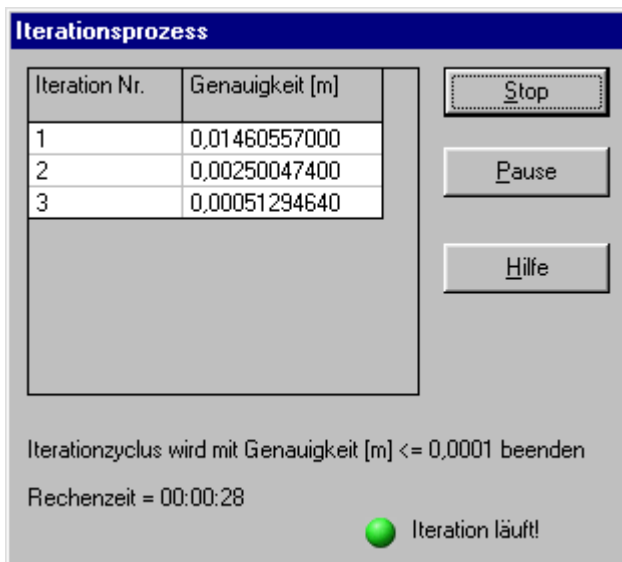 Iterationsprozess
Iteration Nr. Genauigkeit [m]
1 0,01460557000
2 0,00250047400
3 0,00051294640
Stop
Pause
Hilfe
Iterationzyclus wird mit Genauigkeit [m] <= 0,0001 beenden
Rechenzeit = 00:00:28
Iteration läuft!